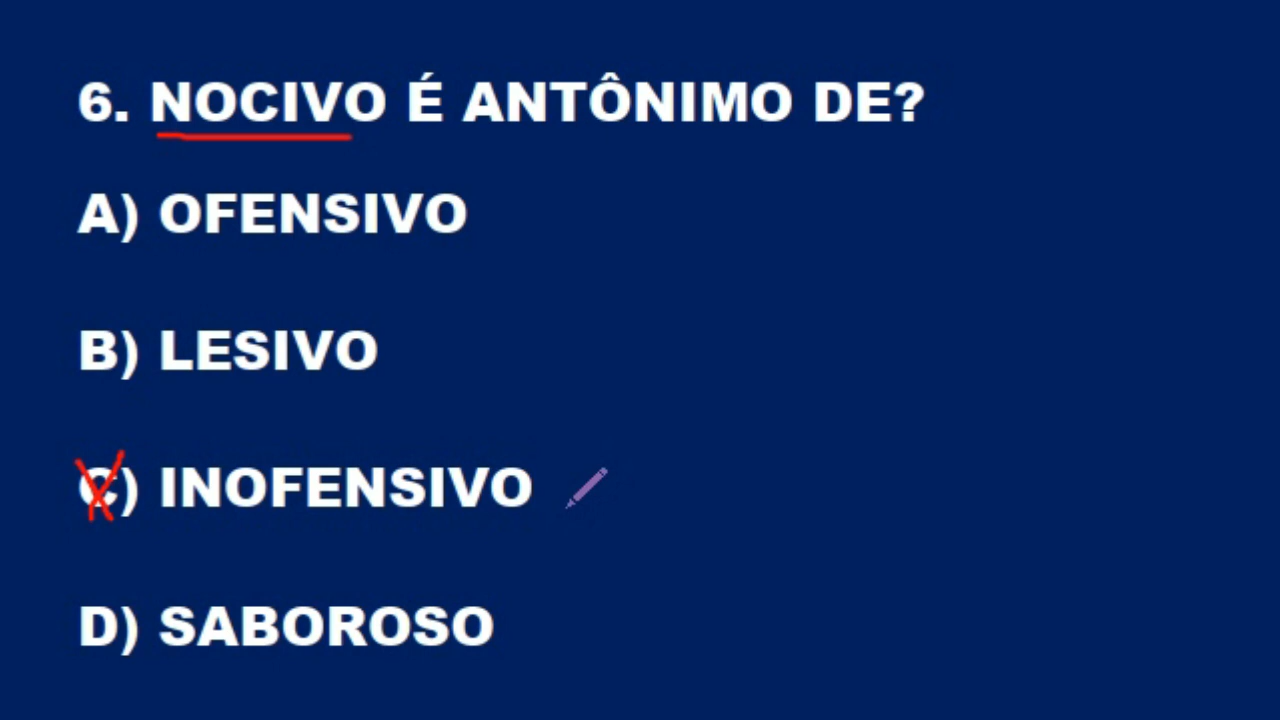 6. NOCIVO É ANTÔNIMO DE?
A) OFENSIVO
B) LESIVO
C) INOFENSIVO
D) SABOROSO